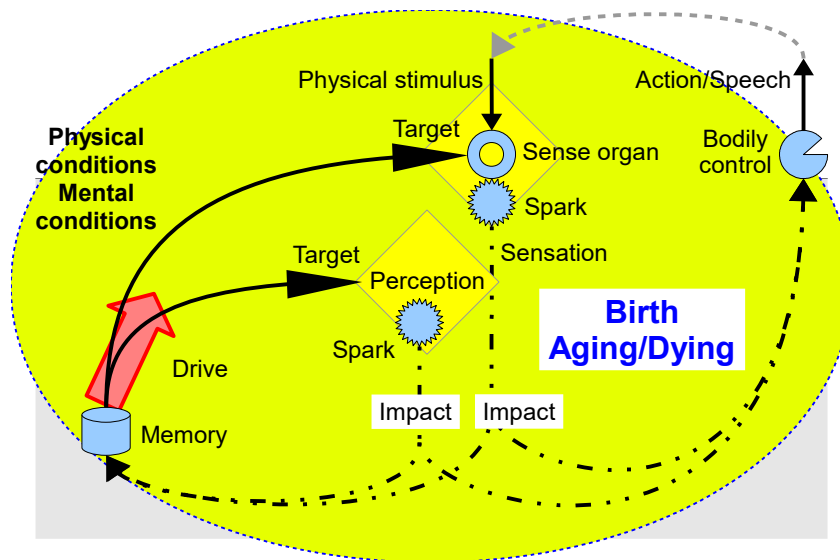 Physical stimulus
Action/Speech
Target
Physical
conditions
Mental
conditions
Sense organ
Bodily
control
Spark
Target
Sensation
Perception
Birth
Aging/Dying
Spark
Drive
Impact
Impact
Memory